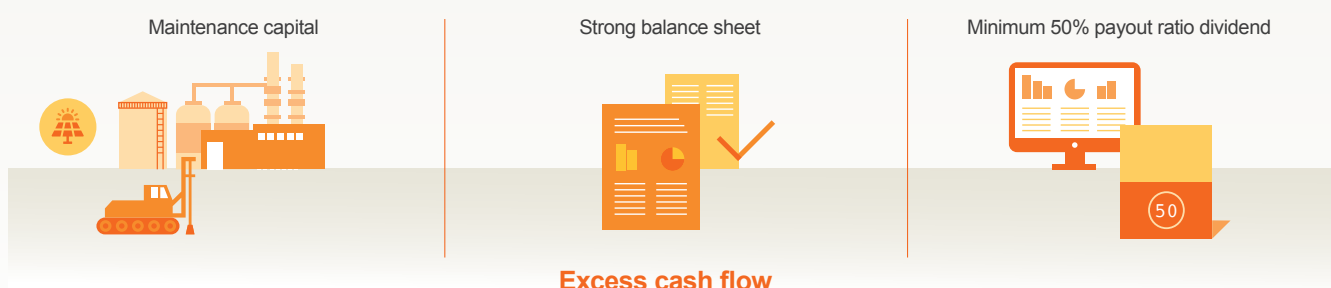 Maintenance capital
Strong balance sheet
Minimum 50% payout ratio dividend
50
Excess cash flow